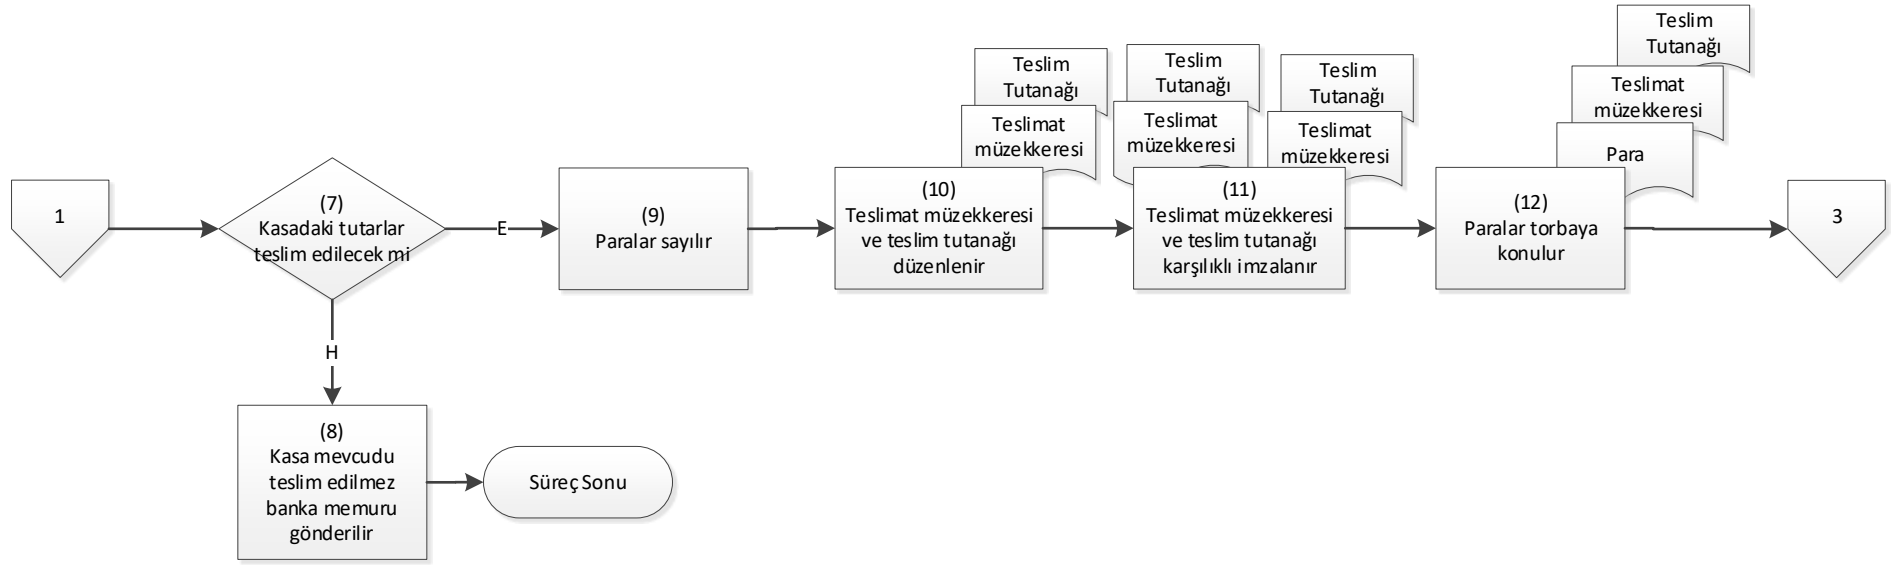 1
(7)
Kasadaki tutarlar
teslim edilecek mi
E
H
(8)
Kasa mevcudu
teslim edilmez
banka memuru
gönderilir
Süreç Sonu
(9)
Paralar sayılır
Teslim
Tutanağı
Teslimat
müzekkeresi
(10)
Teslimat müzekkeresi
ve teslim tutanağı
düzenlenir
Teslim
Tutanağı
Teslimat
müzekkeresi
Teslim
Tutanağı
Teslimat
müzekkeresi
(11)
Teslimat müzekkeresi
ve teslim tutanağı
karşılıklı imzalanır
Teslim
Tutanağı
Teslimat
müzekkeresi
Para
(12)
Paralar torbaya
konulur
3